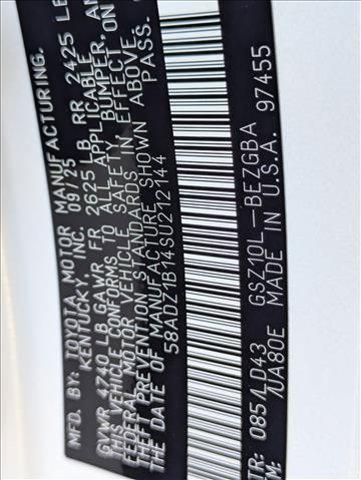 MFD. BY: TOYOTA MOTOR MANUFACTURING.
KENTUCKY, INC. 09/25
GVWR 4740 LB GAWR FR 2625 LB RR 2425 LB
THIS VEHICLE CONFORMS TO ALL APPLICABLE
FEDERAL MOTOR VEHICLE SAFETY, BUMPER, AND
THEFT PREVENTION STANDARDS IN EFFECT ON
THE DATE OF MANUFACTURE SHOWN ABOVE.
58ADZ1B14SU212144 PASS.
TR: 0851 LD43 GSZ10L-BEZGBA
/UA80E MADE IN U.S.A. 97455